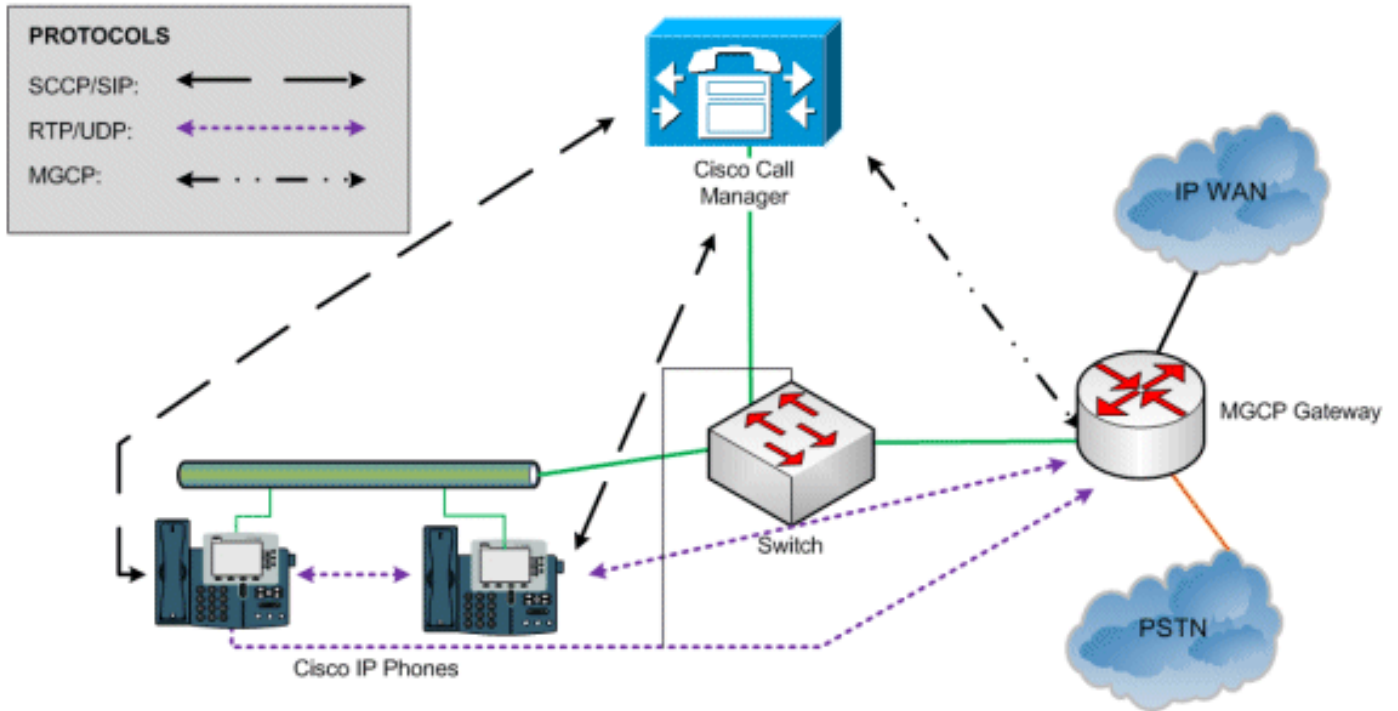 PROTOCOLS
SCCP/SIP:
RTP/UDP:
MGCP:
Cisco Call
Manager
IP WAN
MGCP Gateway
Switch
PSTN
Cisco IP Phones